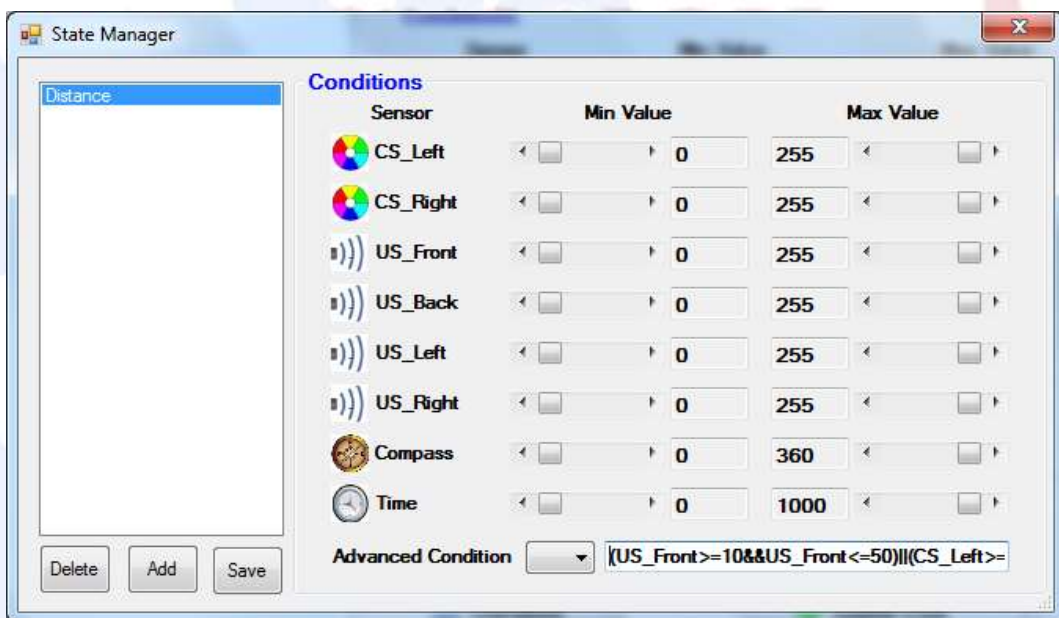 State Manager
Distance
Conditions
Sensor Min Value Max Value
CS_Left 0 255
CS_Right 0 255
US_Front 0 255
US_Back 0 255
US_Left 0 255
US_Right 0 255
Compass 0 360
Time 0 1000
Advanced Condition (US_Front>=10&&US_Front<=50)||(CS_Left>=
Delete Add Save